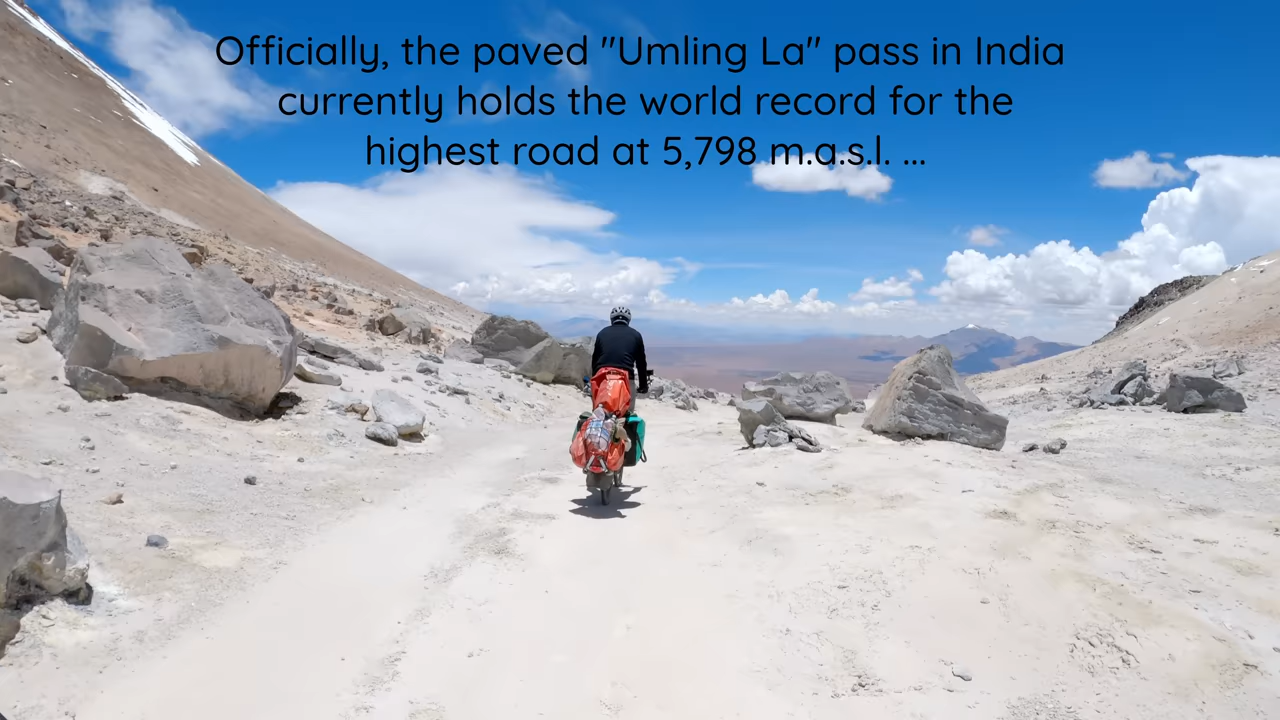 Officially, the paved "Umling La" pass in India
currently holds the world record for the
highest road at 5,798 m.a.s.l. ...